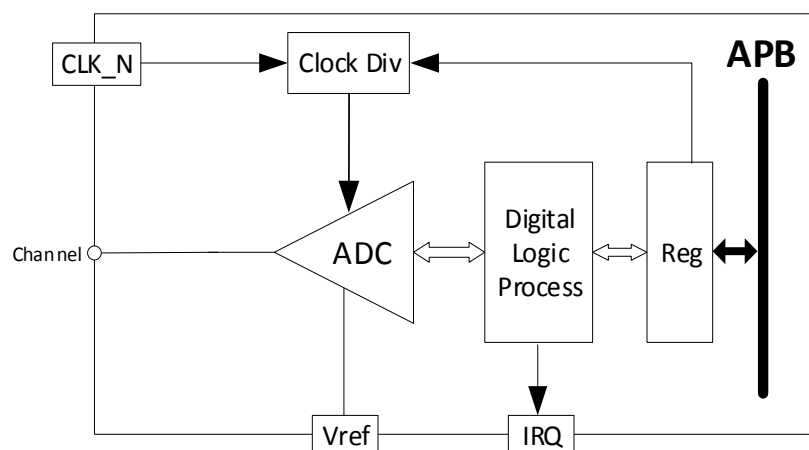 CLK_N
Clock Div
APB
Channel
ADC
Digital
Logic
Process
Reg
Vref
IRQ